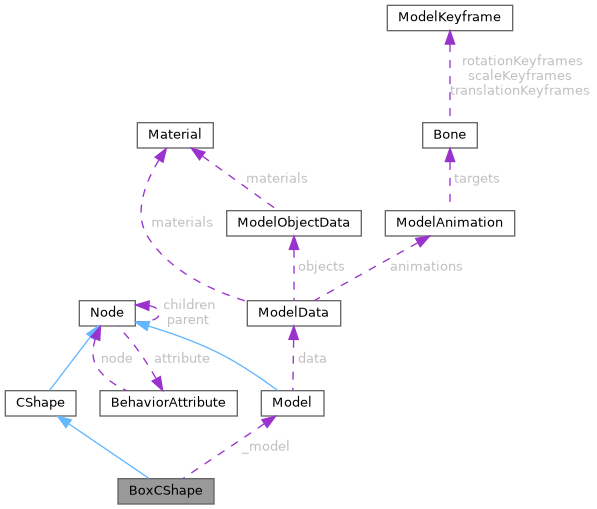 ModelKeyframe
rotationKeyframes
scaleKeyframes
translationKeyframes
Material
Bone
materials
targets
ModelObjectData
ModelAnimation
materials
objects
animations
Node
children
parent
ModelData
node
attribute
data
CShape
BehaviorAttribute
Model
_model
BoxCShape